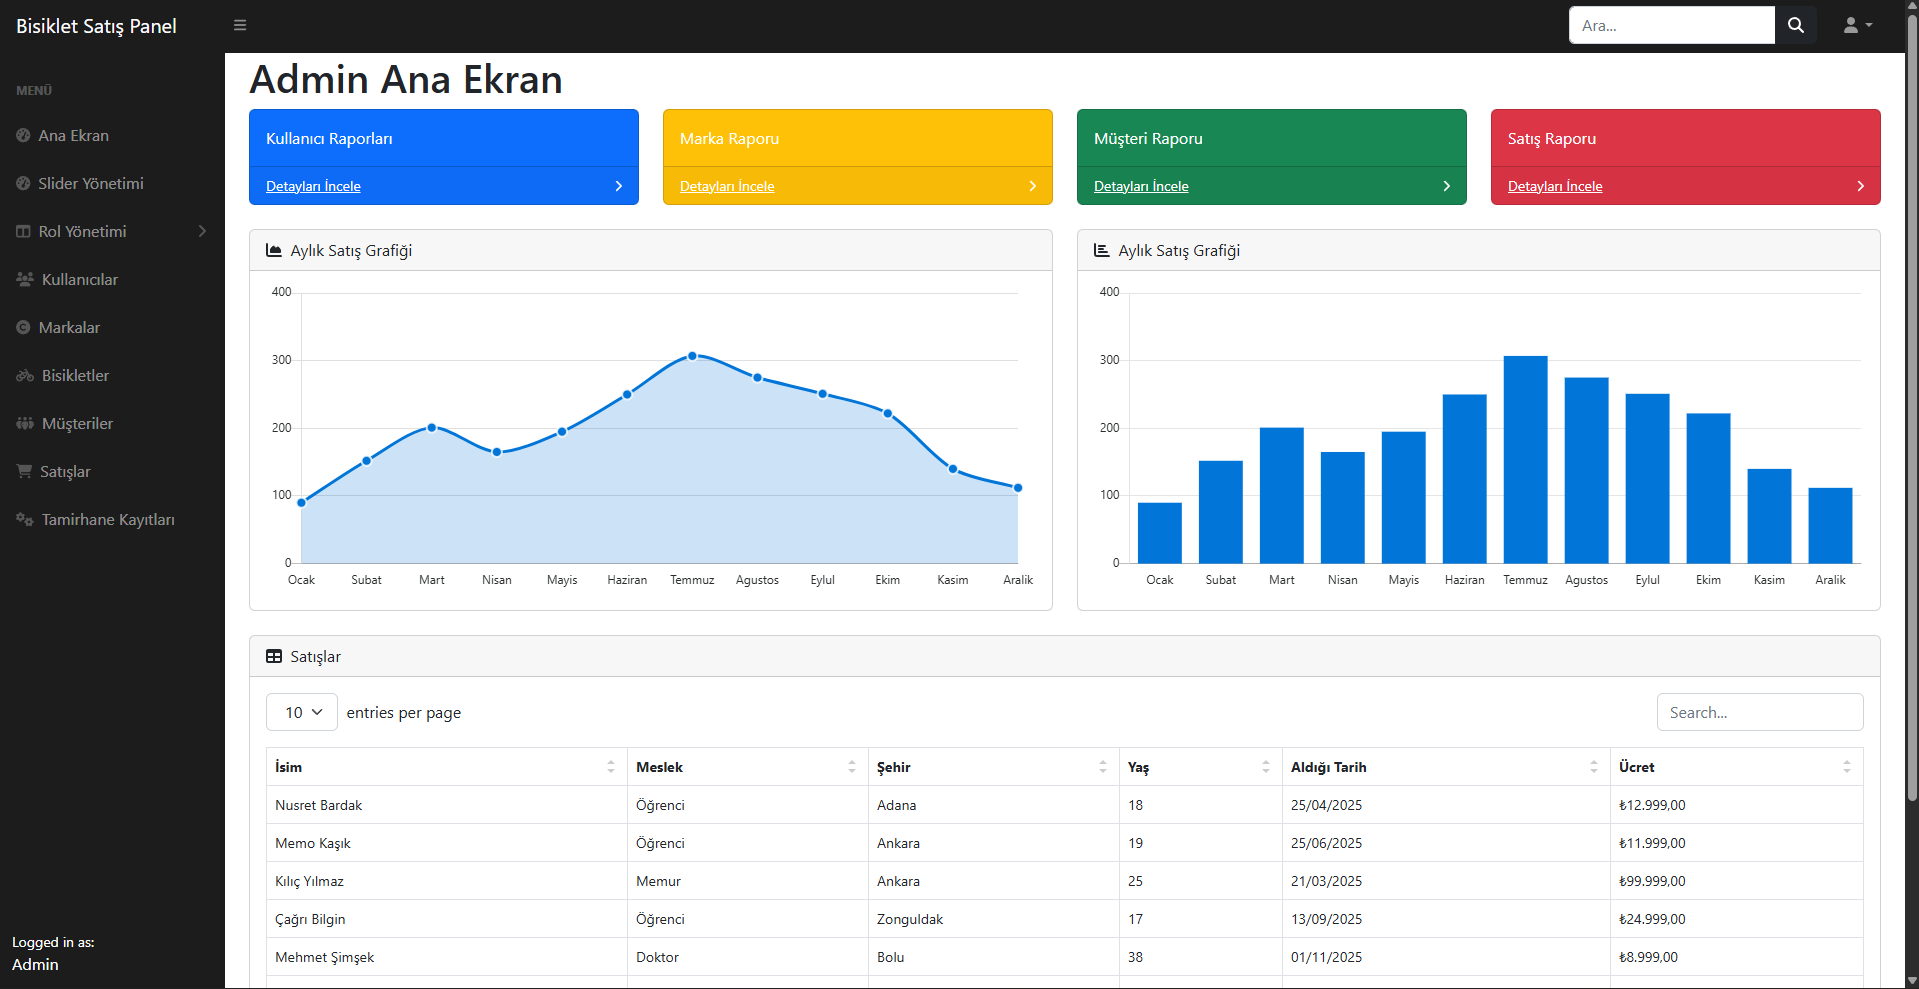 Bisiklet Satış Panel
Ara...
MENÜ
Ana Ekran
Slider Yönetimi
Rol Yönetimi
Kullanıcılar
Markalar
Bisikletler
Müşteriler
Satışlar
Tamirhane Kayıtları
Logged in as:
Admin
Admin Ana Ekran
Kullanıcı Raporları
Detayları İncele
Marka Raporu
Detayları İncele
Müşteri Raporu
Detayları İncele
Satış Raporu
Detayları İncele
Aylık Satış Grafiği
400
300
200
100
0
Ocak Subat Mart Nisan Mayis Haziran Temmuz Agustos Eylul Ekim Kasim Aralik
Aylık Satış Grafiği
400
300
200
100
0
Ocak Subat Mart Nisan Mayis Haziran Temmuz Agustos Eylul Ekim Kasim Aralik
Satışlar
10 entries per page
Search...
İsim Meslek Şehir Yaş Aldığı Tarih Ücret
Nusret Bardak Öğrenci Adana 18 25/04/2025 ₺12.999,00
Memo Kaşık Öğrenci Ankara 19 25/06/2025 ₺11.999,00
Kılıç Yılmaz Memur Ankara 25 21/03/2025 ₺99.999,00
Çağrı Bilgin Öğrenci Zonguldak 17 13/09/2025 ₺24.999,00
Mehmet Şimşek Doktor Bolu 38 01/11/2025 ₺8.999,00